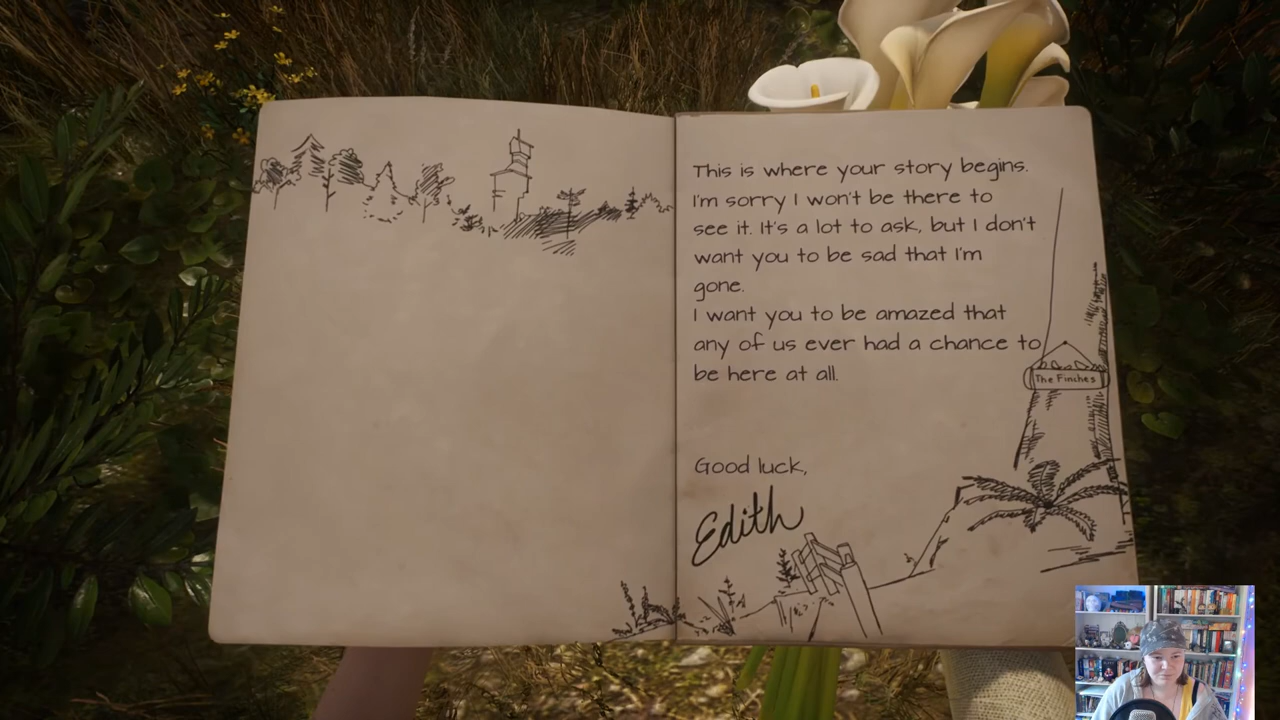 This is where your story begins.
I'm sorry I won't be there to
see it. It's a lot to ask, but I don't
want you to be sad that I'm
gone.
I want you to be amazed that
any of us ever had a chance to
be here at all.
The Finches
Good luck,
Edith